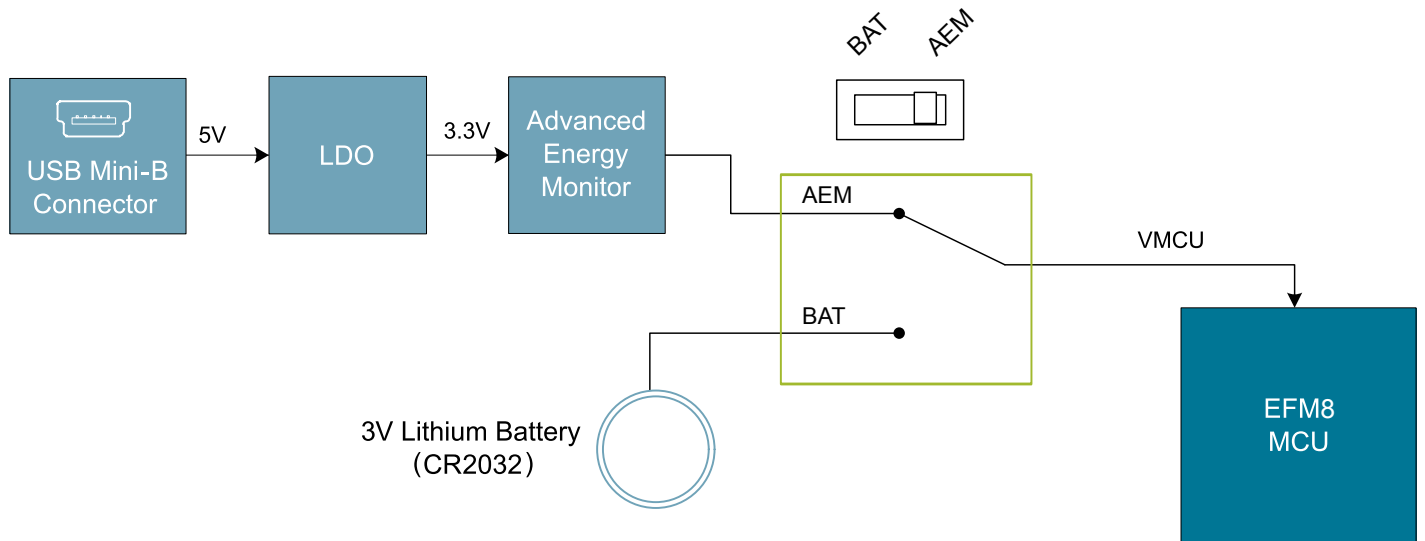 BAT
AEM
USB Mini-B
Connector
5V
LDO
3.3V
Advanced
Energy
Monitor
AEM
VMCU
BAT
3V Lithium Battery
(CR2032)
EFM8
MCU